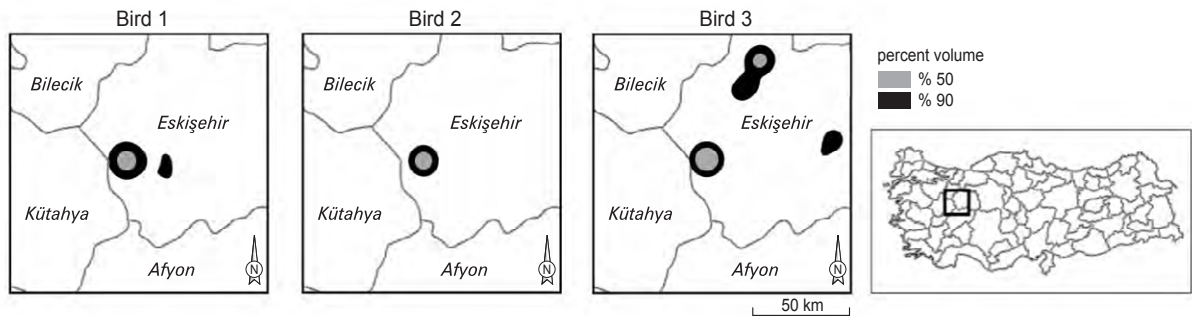 Bird 1
Bilecik
Eskişehir
Kütahya
Afyon
N
Bird 2
Bilecik
Eskişehir
Kütahya
Afyon
N
Bird 3
Bilecik
Eskişehir
Kütahya
Afyon
N
50 km
percent volume
% 50
% 90